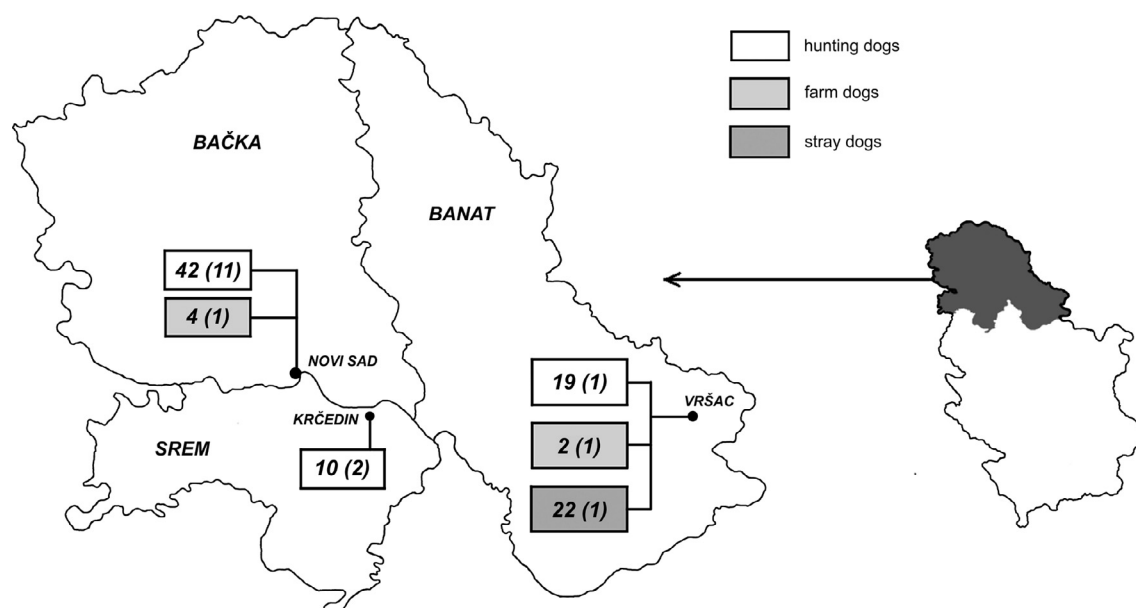 hunting dogs
farm dogs
stray dogs
BAČKA
BANAT
42 (11)
4 (1)
NOVI SAD
19 (1)
VRŠAC
KRČEDIN
2 (1)
SREM
10 (2)
22 (1)